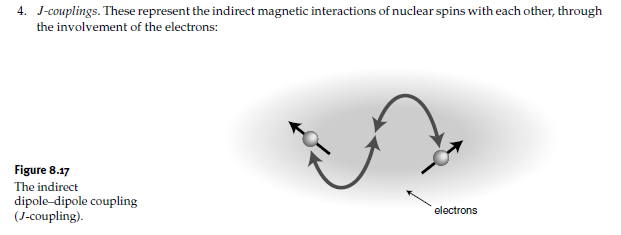 4. J-couplings. These represent the indirect magnetic interactions of nuclear spins with each other, through
the involvement of the electrons:
Figure 8.17
The indirect
dipole–dipole coupling
(J-coupling).
electrons